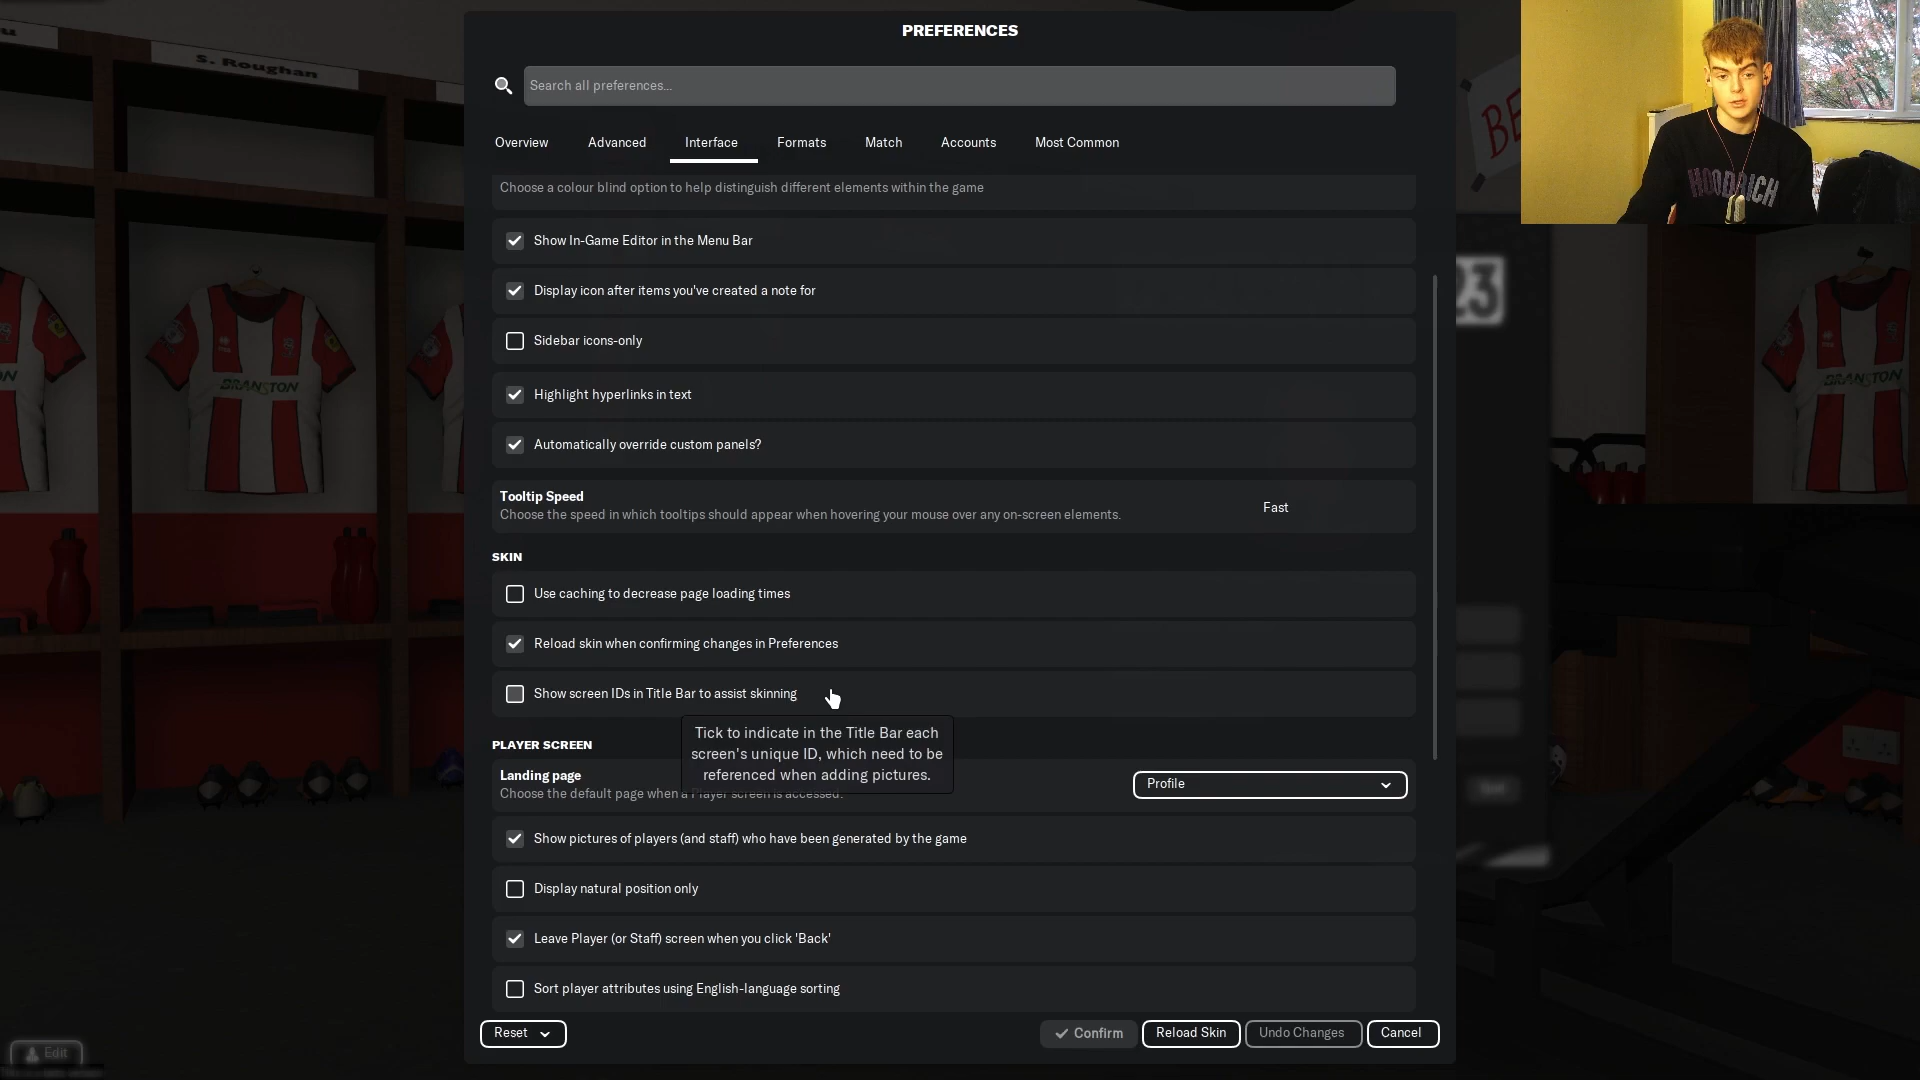 PREFERENCES
Search all preferences...
Overview
Advanced
Interface
Formats
Match
Accounts
Most Common
Choose a colour blind option to help distinguish different elements within the game
Show In-Game Editor in the Menu Bar
Display icon after items you've created a note for
Sidebar icons-only
Highlight hyperlinks in text
Automatically override custom panels?
Tooltip Speed
Choose the speed in which tooltips should appear when hovering your mouse over any on-screen elements.
Fast
SKIN
Use caching to decrease page loading times
Reload skin when confirming changes in Preferences
Show screen IDs in Title Bar to assist skinning
Tick to indicate in the Title Bar each
screen's unique ID, which need to be
referenced when adding pictures.
PLAYER SCREEN
Landing page
Choose the default page when a Player screen is accessed.
Profile
Show pictures of players (and staff) who have been generated by the game
Display natural position only
Leave Player (or Staff) screen when you click 'Back'
Sort player attributes using English-language sorting
Reset
Confirm
Reload Skin
Undo Changes
Cancel
S. Roughan
BRANSTON
BRANSTON
HOODRICH
23
Edit